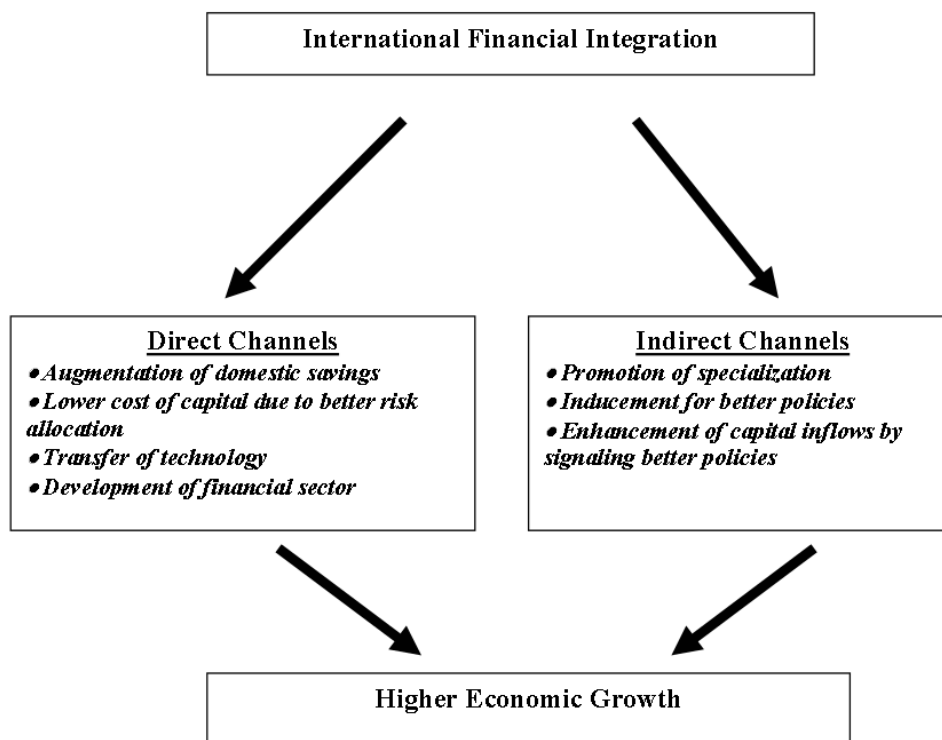 International Financial Integration
Direct Channels
• Augmentation of domestic savings
• Lower cost of capital due to better risk
allocation
• Transfer of technology
• Development of financial sector
Indirect Channels
• Promotion of specialization
• Inducement for better policies
• Enhancement of capital inflows by
signaling better policies
Higher Economic Growth